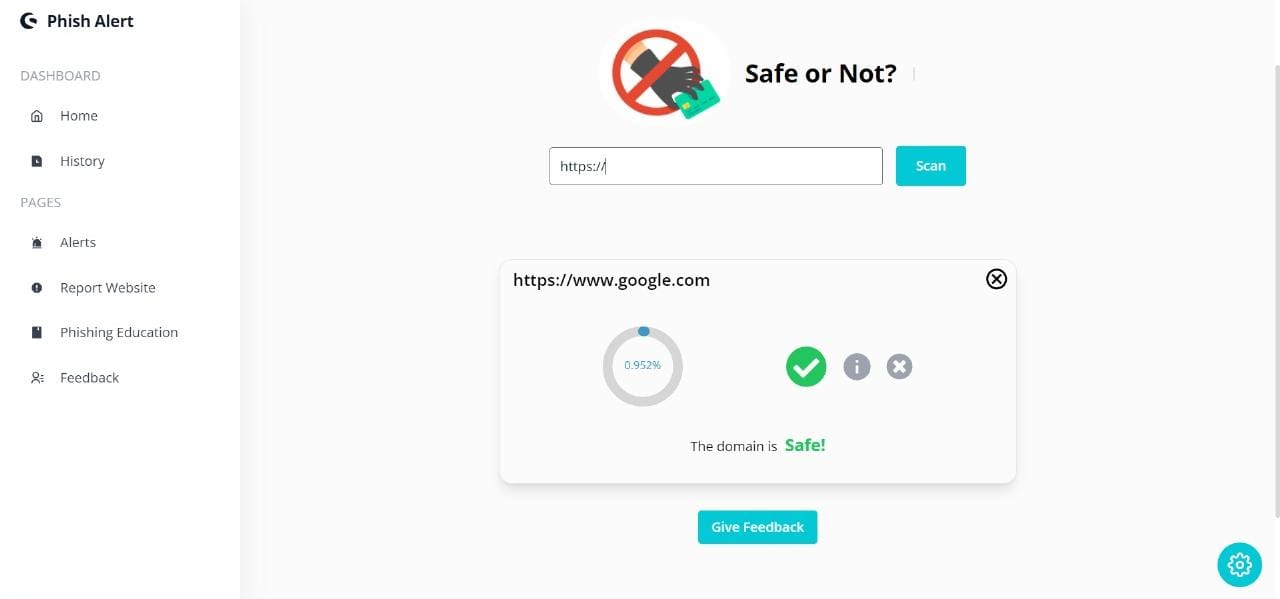 Phish Alert
DASHBOARD
Home
History
PAGES
Alerts
Report Website
Phishing Education
Feedback
Safe or Not?
https://
Scan
https://www.google.com
0.952%
The domain is Safe!
Give Feedback